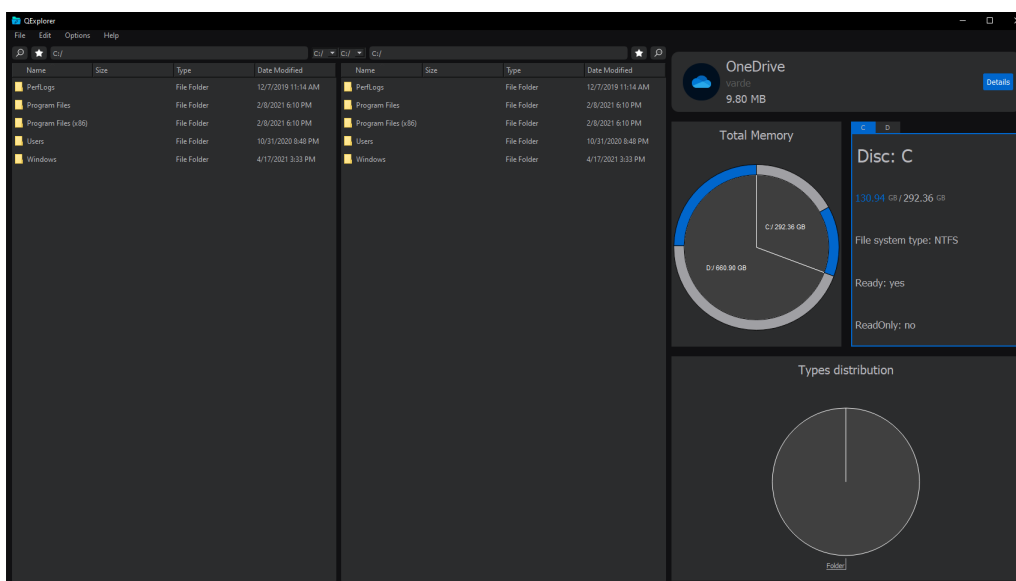 QExplorer
File Edit Options Help
C:/ C:/ C:/ C:/
Name Size Type Date Modified Name Size Type Date Modified
PerfLogs File Folder 12/7/2019 11:14 AM PerfLogs File Folder 12/7/2019 11:14 AM
Program Files File Folder 2/8/2021 6:10 PM Program Files File Folder 2/8/2021 6:10 PM
Program Files (x86) File Folder 2/8/2021 6:10 PM Program Files (x86) File Folder 2/8/2021 6:10 PM
Users File Folder 10/31/2020 8:48 PM Users File Folder 10/31/2020 8:48 PM
Windows File Folder 4/17/2021 3:33 PM Windows File Folder 4/17/2021 3:33 PM
OneDrive
varde
9.80 MB
Details
Total Memory
C:/ 292.36 GB
D:/ 660.90 GB
C D
Disc: C
130.94 GB / 292.36 GB
File system type: NTFS
Ready: yes
ReadOnly: no
Types distribution
Folder